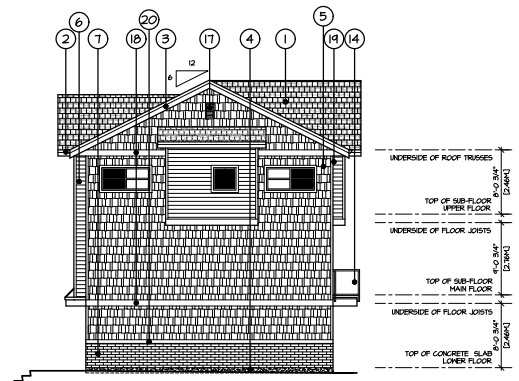 20
6
5
2
7
18
3
17
4
1
19
14
12
6
UNDERSIDE OF ROOF TRUSSES
8'-0 3/4"
[2.46M.]
TOP OF SUB-FLOOR
UPPER FLOOR
UNDERSIDE OF FLOOR JOISTS
9'-0 3/4"
[2.76M.]
TOP OF SUB-FLOOR
MAIN FLOOR
UNDERSIDE OF FLOOR JOISTS
8'-0 3/4"
[2.46M.]
TOP OF CONCRETE SLAB
LOWER FLOOR